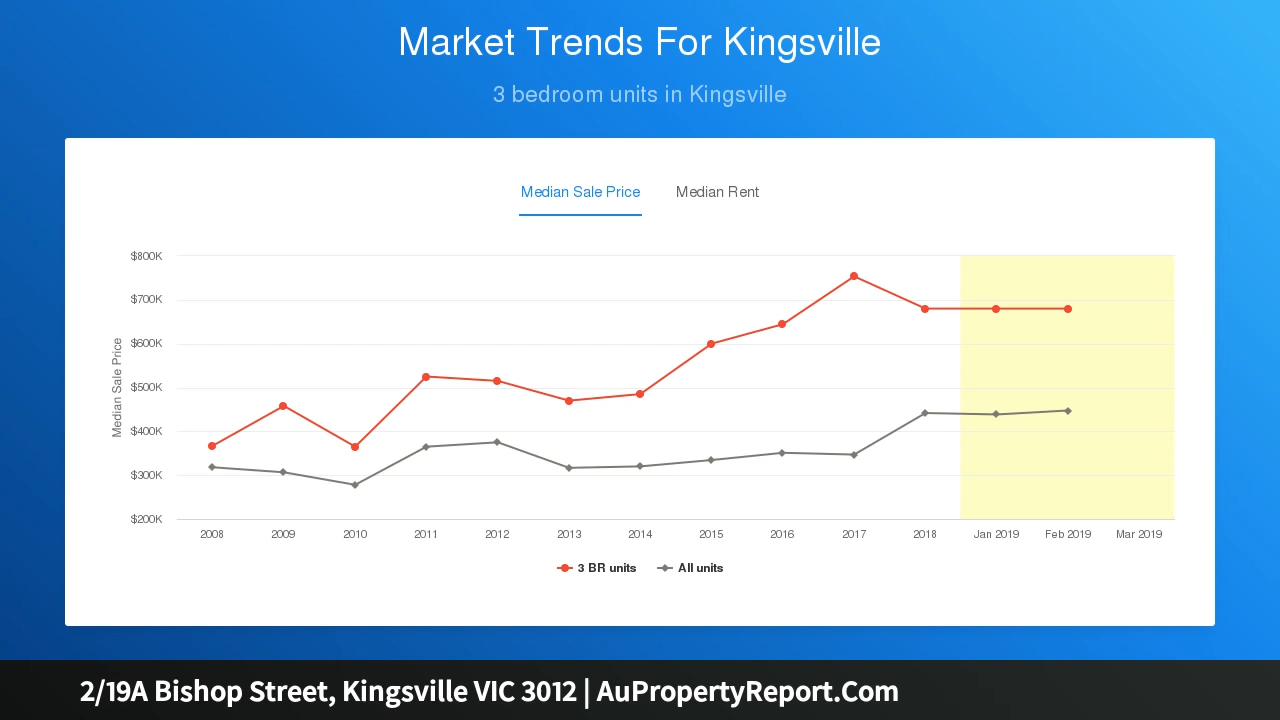 Market Trends For Kingsville
3 bedroom units in Kingsville
Median Sale Price Median Rent
$800K
$700K
$600K
$500K
$400K
$300K
$200K
Median Sale Price
2008 2009 2010 2011 2012 2013 2014 2015 2016 2017 2018 Jan 2019 Feb 2019 Mar 2019
3 BR units All units
2/19A Bishop Street, Kingsville VIC 3012 | AuPropertyReport.Com